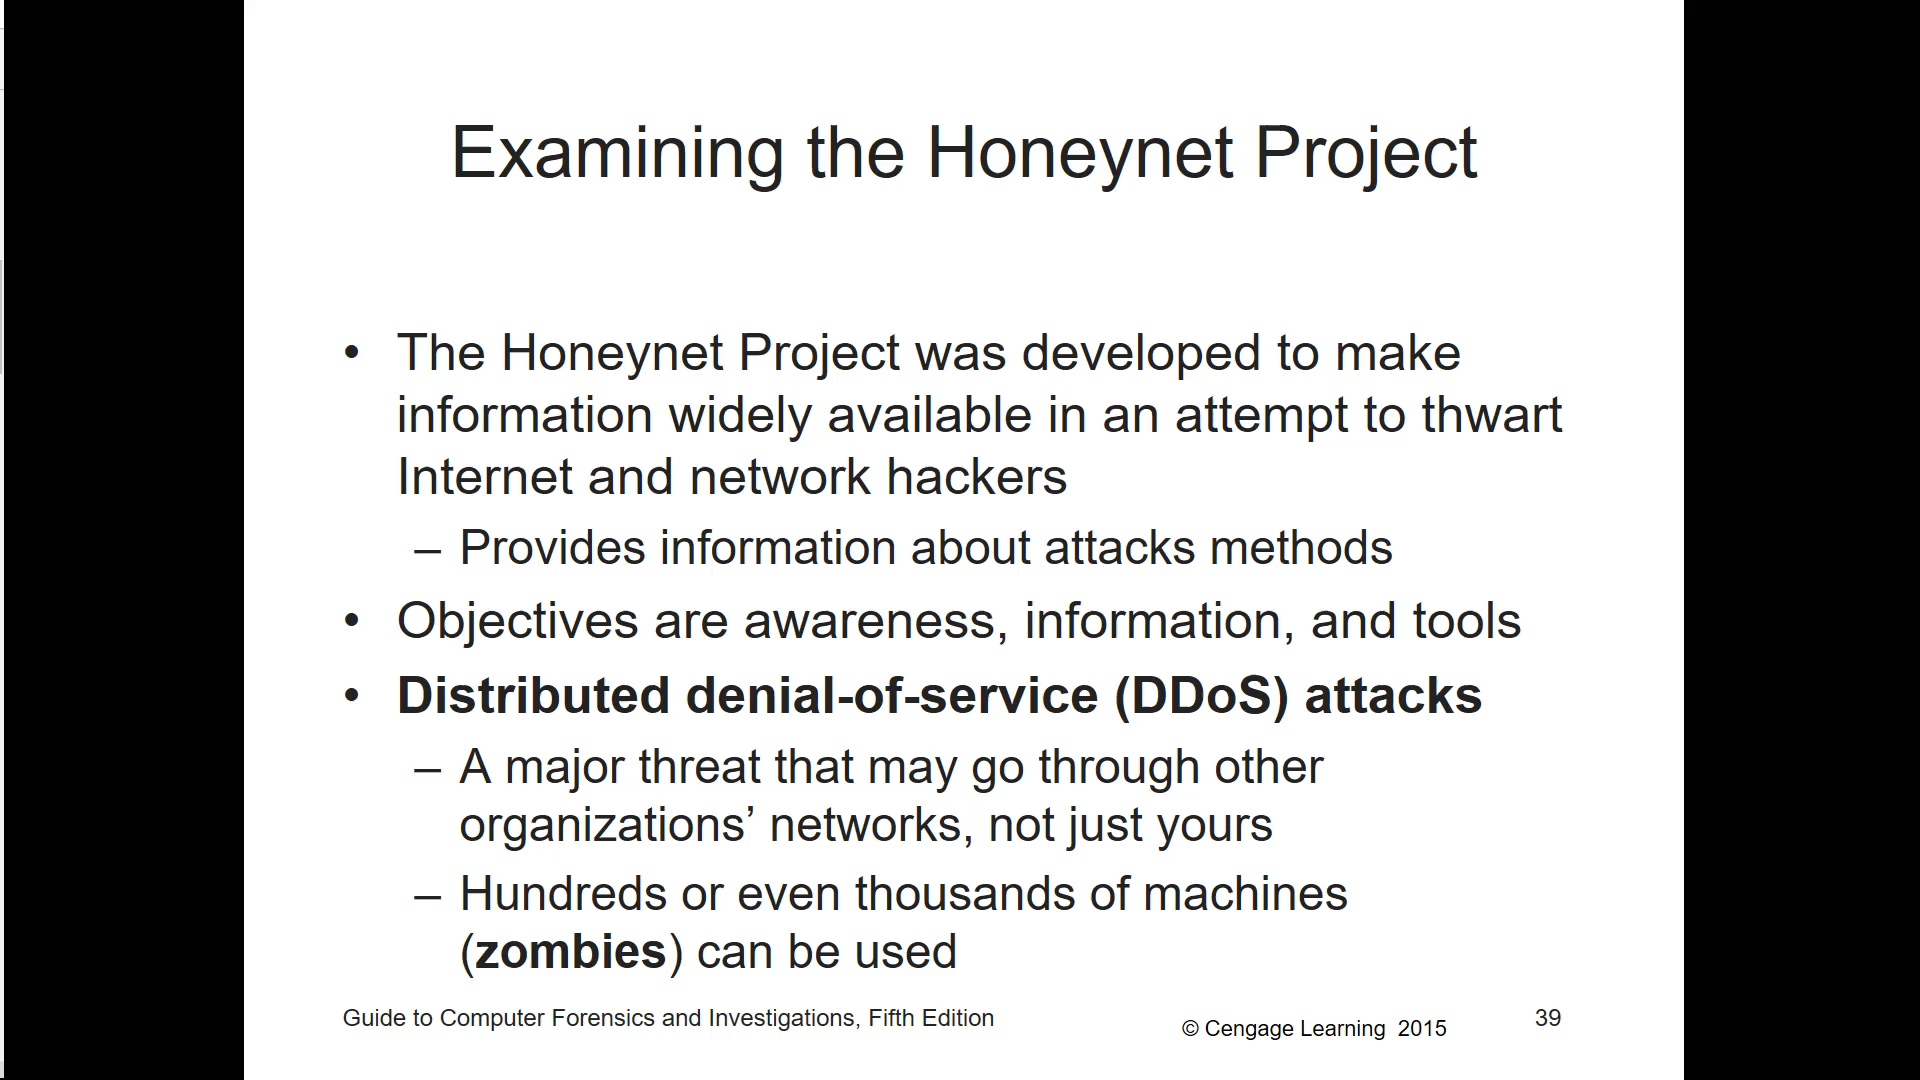 Examining the Honeynet Project
• The Honeynet Project was developed to make
information widely available in an attempt to thwart
Internet and network hackers
– Provides information about attacks methods
• Objectives are awareness, information, and tools
• Distributed denial-of-service (DDoS) attacks
– A major threat that may go through other
organizations’ networks, not just yours
– Hundreds or even thousands of machines
(zombies) can be used
Guide to Computer Forensics and Investigations, Fifth Edition
© Cengage Learning 2015
39